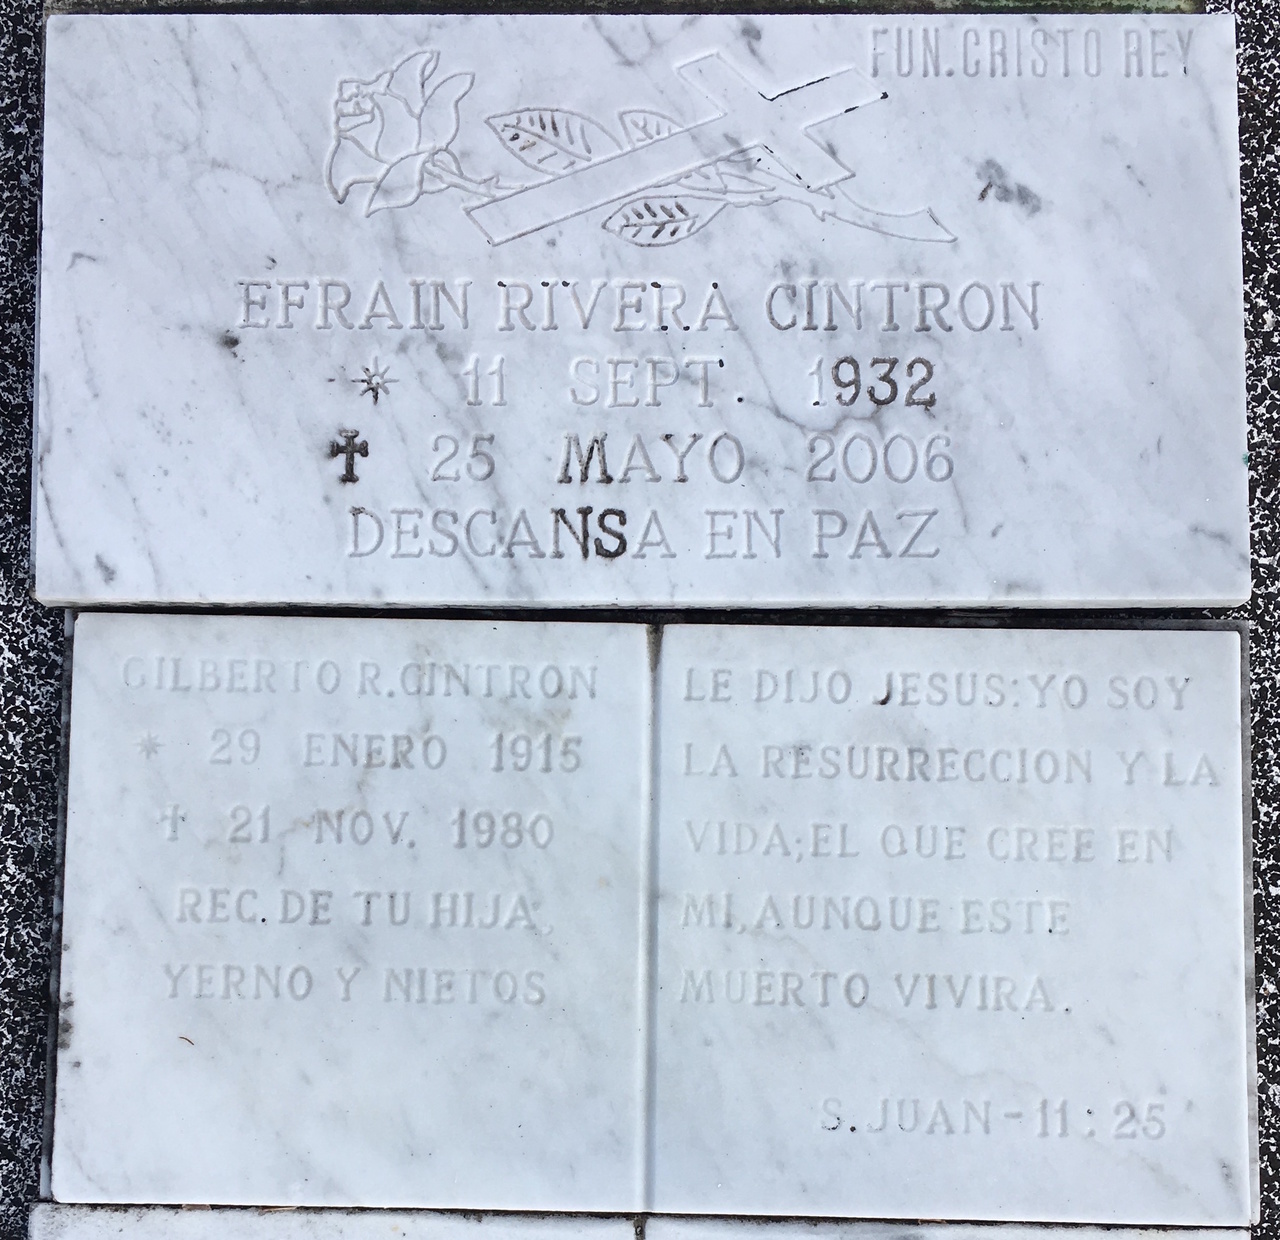 FUN. CRISTO REY
EFRAIN RIVERA CINTRON
11 SEPT. 1932
25 MAYO 2006
DESCANSA EN PAZ
GILBERTO R. CINTRON
29 ENERO 1915
21 NOV. 1980
REC. DE TU HIJA,
YERNO Y NIETOS
LE DIJO JESUS: YO SOY
LA RESURRECCION Y LA
VIDA; EL QUE CREE EN
MI, AUNQUE ESTE
MUERTO VIVIRA.
S. JUAN - 11:25